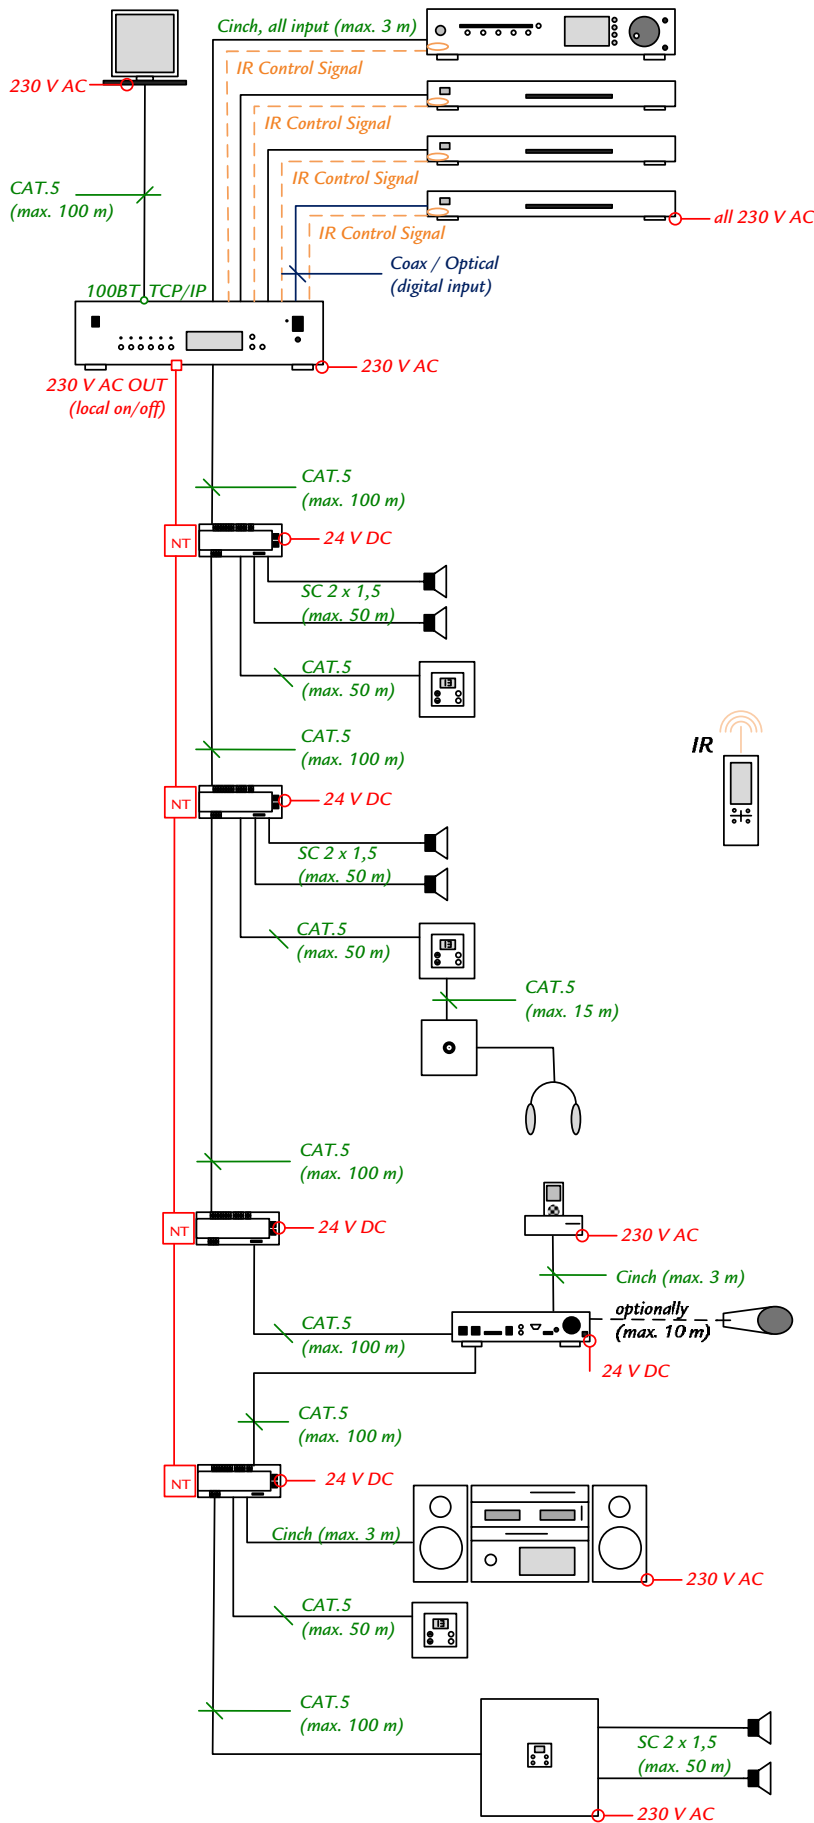 Cinch, all input (max. 3 m)
IR Control Signal
230 V AC
IR Control Signal
IR Control Signal
CAT.5
(max. 100 m)
all 230 V AC
IR Control Signal
Coax / Optical
(digital input)
100BT TCP/IP
230 V AC
230 V AC OUT
(local on/off)
CAT.5
(max. 100 m)
NT
24 V DC
SC 2 x 1,5
(max. 50 m)
CAT.5
(max. 50 m)
13
CAT.5
(max. 100 m)
IR
NT
24 V DC
SC 2 x 1,5
(max. 50 m)
CAT.5
(max. 50 m)
13
CAT.5
(max. 15 m)
CAT.5
(max. 100 m)
NT
24 V DC
230 V AC
Cinch (max. 3 m)
optionally
(max. 10 m)
CAT.5
(max. 100 m)
24 V DC
CAT.5
(max. 100 m)
NT
24 V DC
Cinch (max. 3 m)
230 V AC
CAT.5
(max. 50 m)
13
CAT.5
(max. 100 m)
SC 2 x 1,5
(max. 50 m)
230 V AC